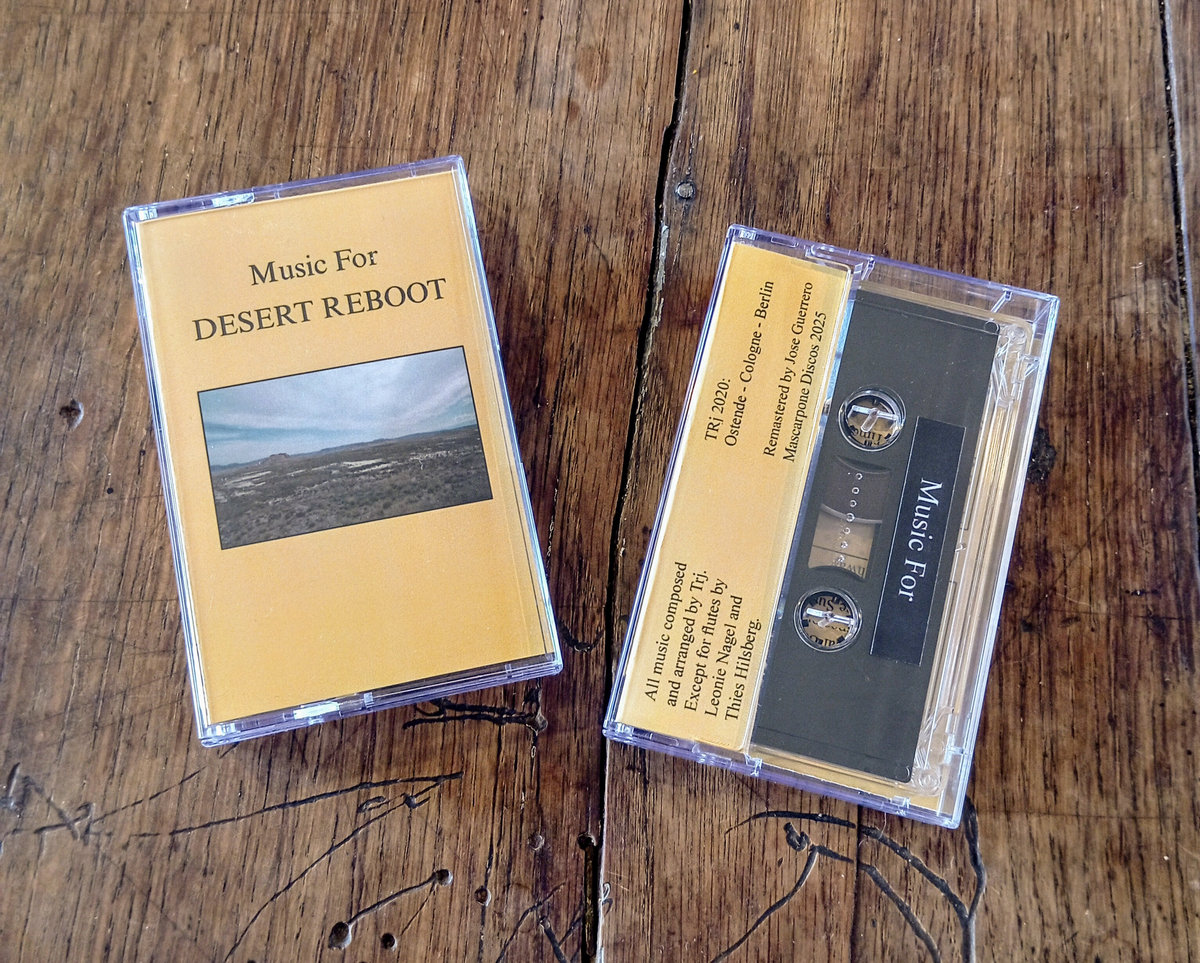 Music For
DESERT REBOOT
TRj 2020:
Ostende - Cologne - Berlin
Remastered by Jose Guerrero
Mascarpone Discos 2025
All music composed
and arranged by Trj.
Except for flutes by
Leonie Nagel and
Thies Hilsberg.
Music For